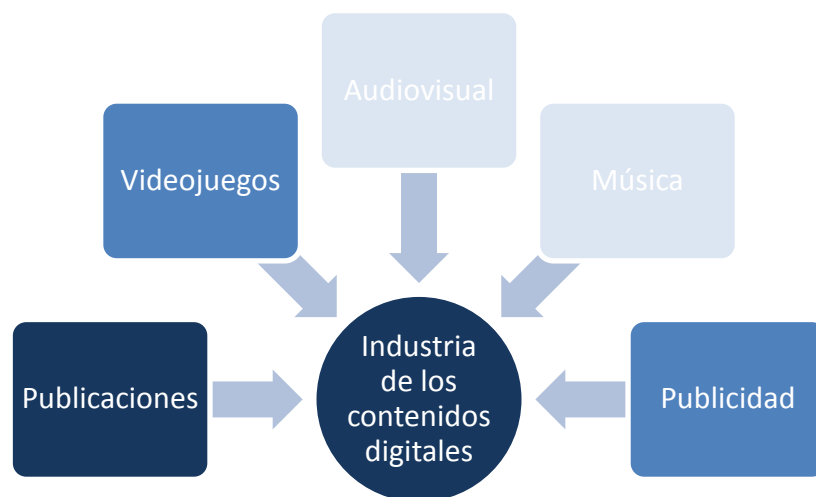 Audiovisual
Videojuegos
Música
Publicaciones
Industria
de los
contenidos
digitales
Publicidad